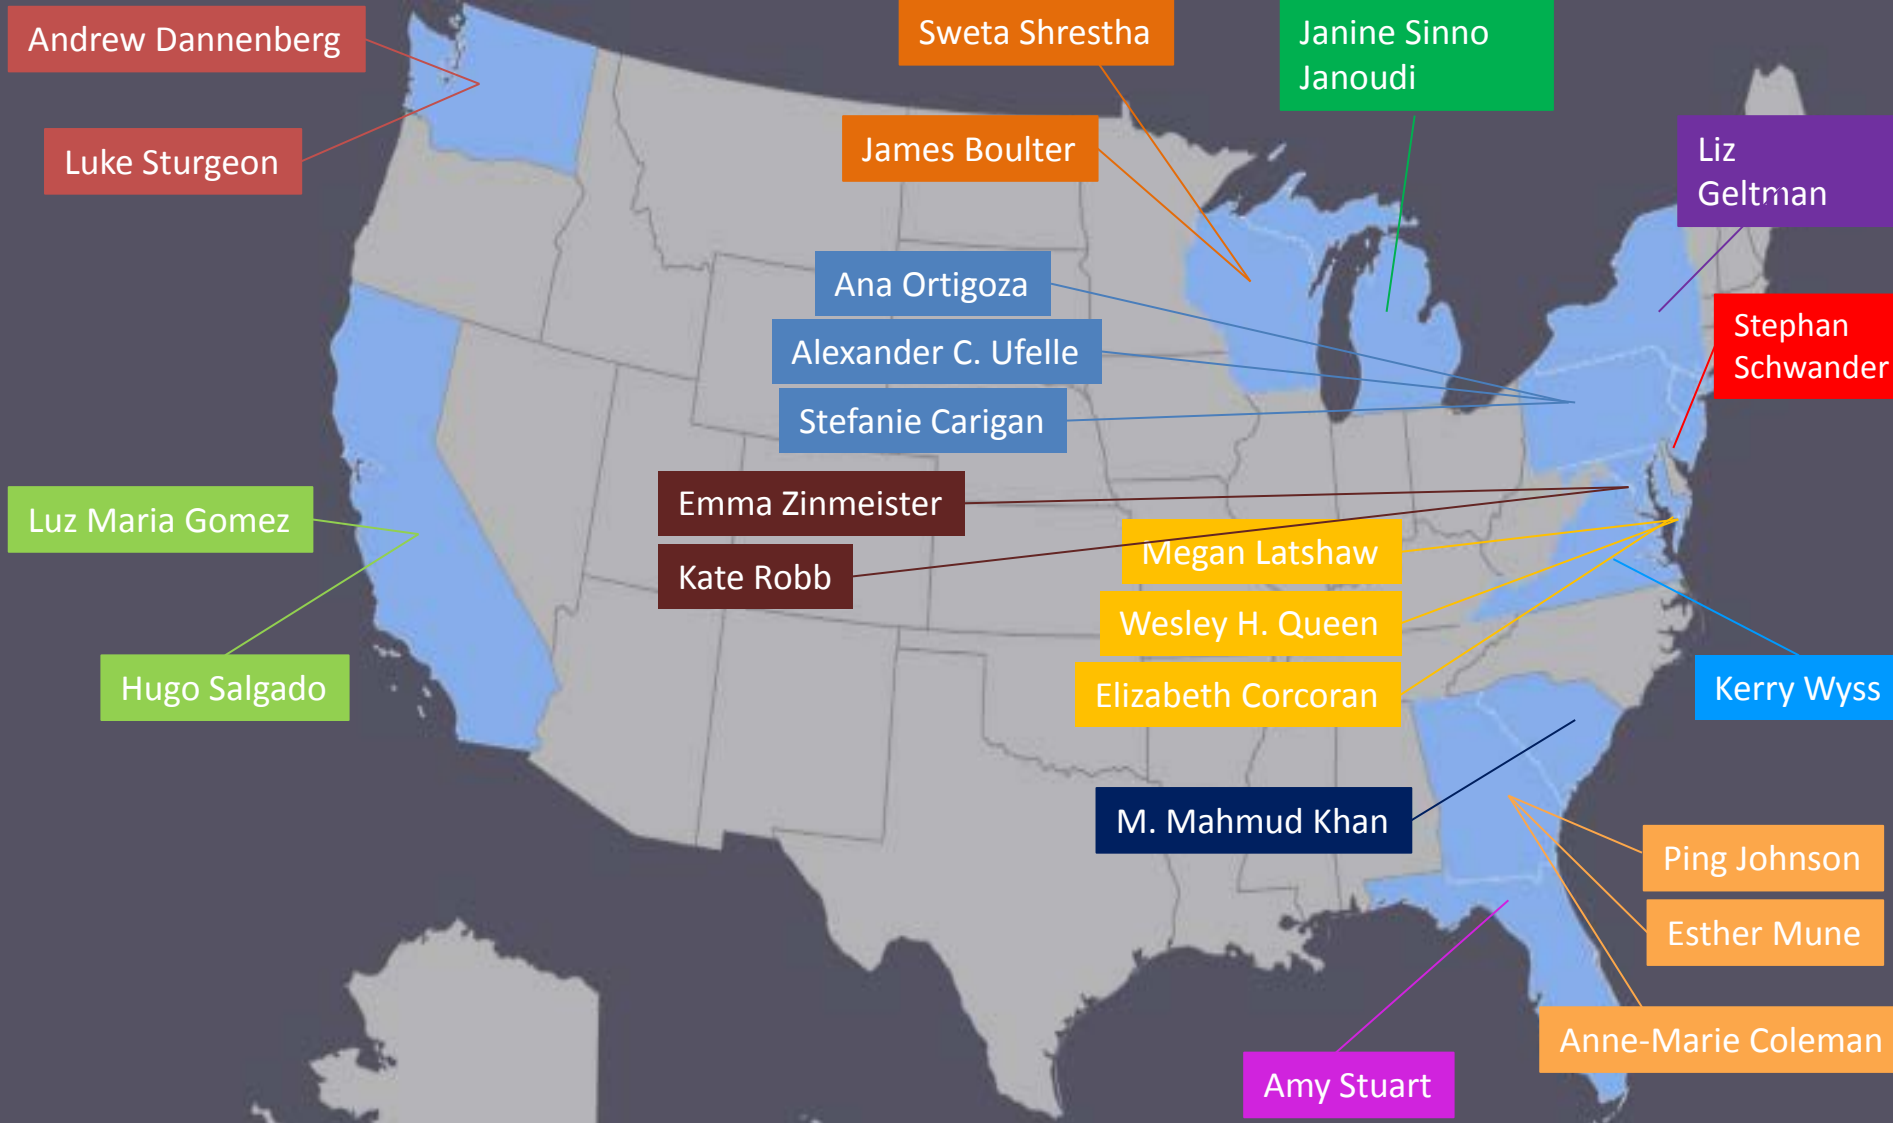 Andrew Dannenberg
Luke Sturgeon
Sweta Shrestha
James Boulter
Janine Sinno
Janoudi
Liz
Geltman
Ana Ortigoza
Alexander C. Ufelle
Stefanie Carigan
Stephan
Schwander
Emma Zinmeister
Kate Robb
Luz Maria Gomez
Hugo Salgado
Megan Latshaw
Wesley H. Queen
Elizabeth Corcoran
Kerry Wyss
M. Mahmud Khan
Ping Johnson
Esther Mune
Anne-Marie Coleman
Amy Stuart